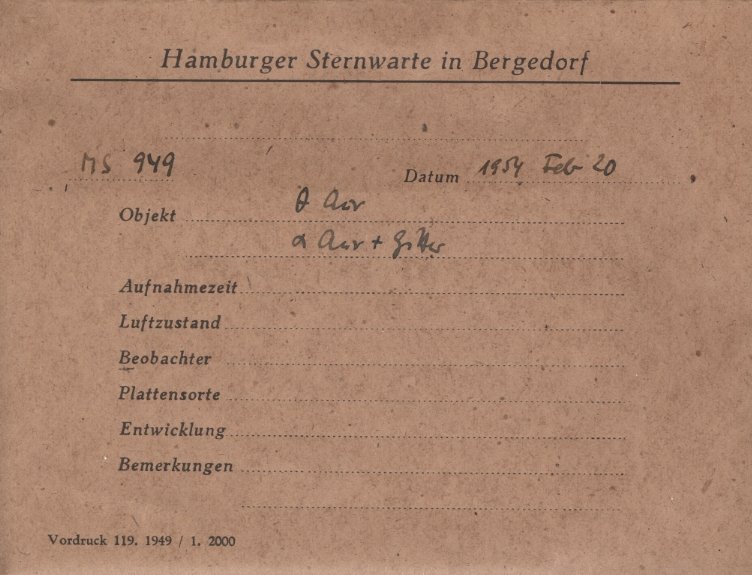 Hamburger Sternwarte in Bergedorf
MS 949 Datum 1954 Feb 20
Objekt θ Aur
α Aur + Gitter
Aufnahmezeit
Luftzustand
Beobachter
Plattensorte
Entwicklung
Bemerkungen
Vordruck 119. 1949 / 1. 2000